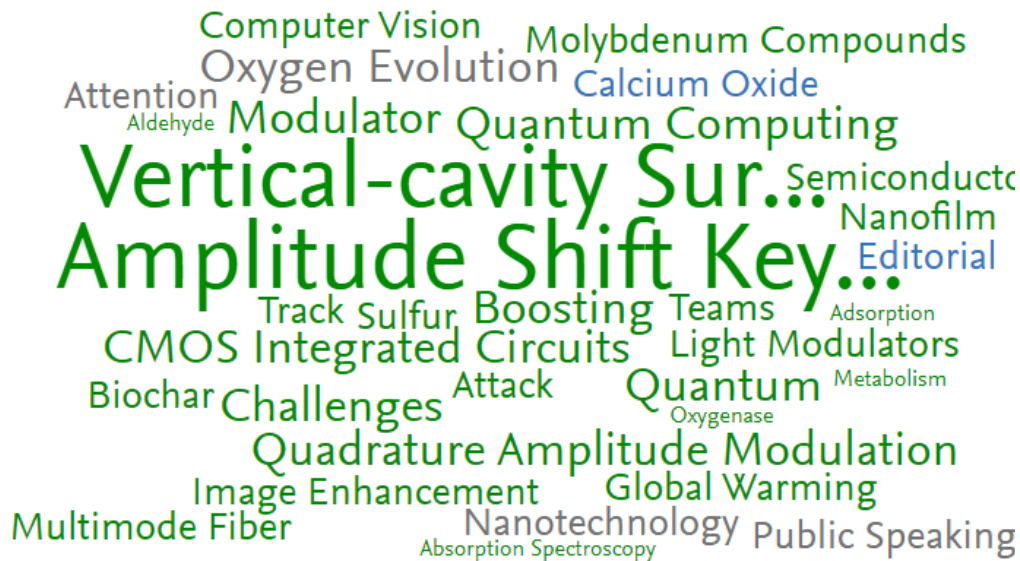 Computer Vision
Molybdenum Compounds
Oxygen Evolution
Calcium Oxide
Attention
Aldehyde
Modulator
Quantum Computing
Vertical-cavity Sur...
Semiconducto
Nanofilm
Amplitude Shift Key...
Editorial
Track
Sulfur
Boosting
Teams
Adsorption
CMOS Integrated Circuits
Light Modulators
Biochar
Challenges
Attack
Quantum
Metabolism
Oxygenase
Quadrature Amplitude Modulation
Image Enhancement
Global Warming
Multimode Fiber
Nanotechnology
Public Speaking
Absorption Spectroscopy